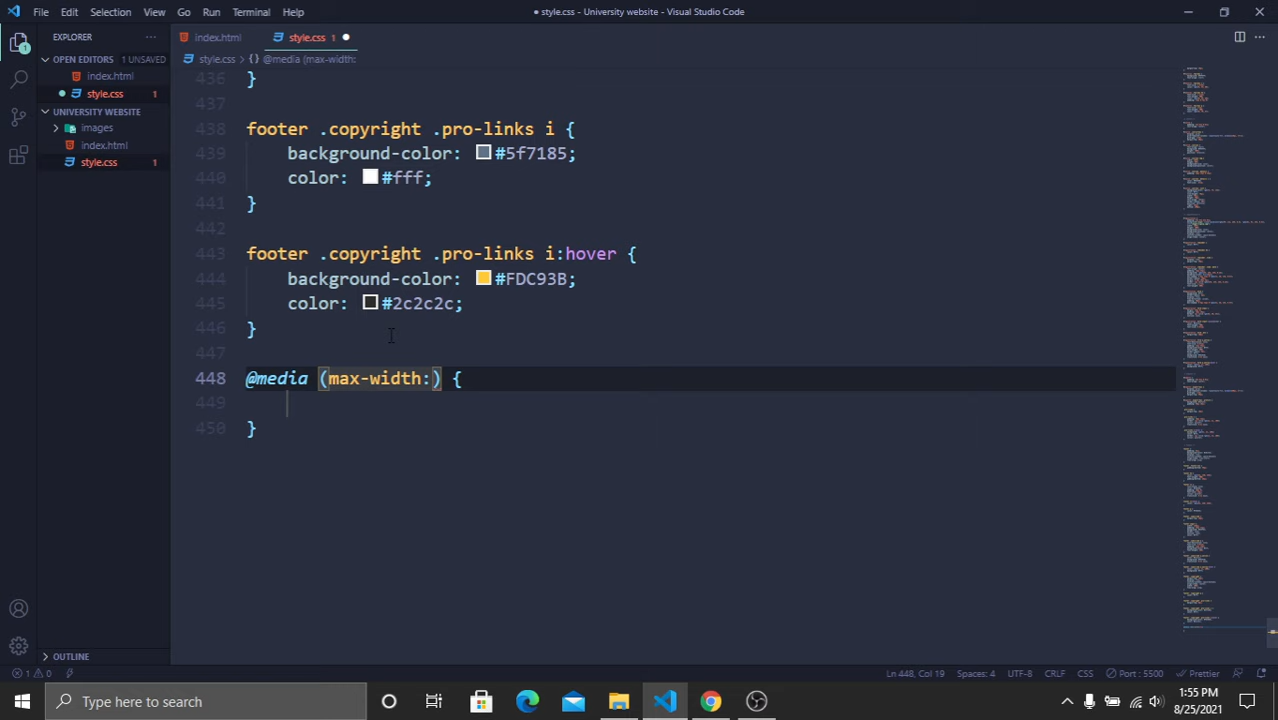 File Edit Selection View Go Run Terminal Help
● style.css - University website - Visual Studio Code
EXPLORER ...
OPEN EDITORS 1 UNSAVED
index.html
style.css 1
UNIVERSITY WEBSITE
images
index.html
style.css 1
OUTLINE
index.html style.css 1 ●
style.css > {} @media (max-width:
436 }
437
438 footer .copyright .pro-links i {
439 background-color: #5f7185;
440 color: #fff;
441 }
442
443 footer .copyright .pro-links i:hover {
444 background-color: #FDC93B;
445 color: #2c2c2c;
446 }
447
448 @media (max-width:) {
449
450 }
1 0
Ln 448, Col 19 Spaces: 4 UTF-8 CRLF CSS Port : 5500 Prettier
Type here to search
1:55 PM
8/25/2021